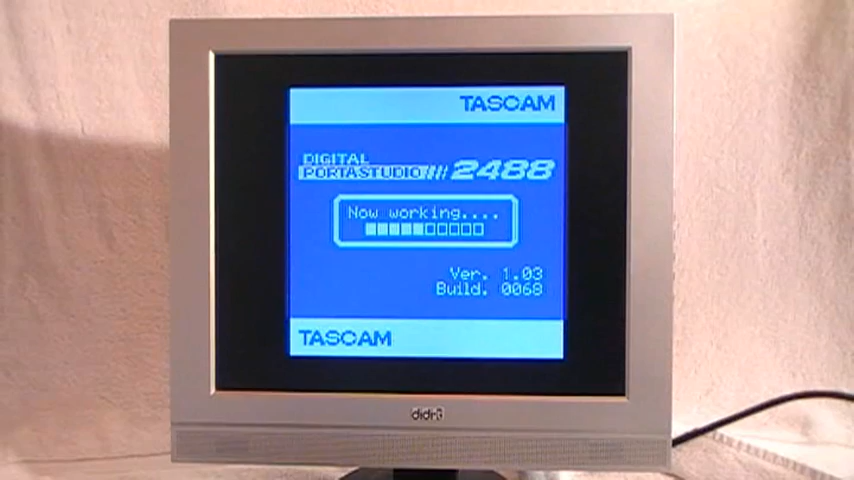 TASCAM
DIGITAL
PORTASTUDIO/// 2488
Now working....
Ver. 1.03
Build. 0068
TASCAM